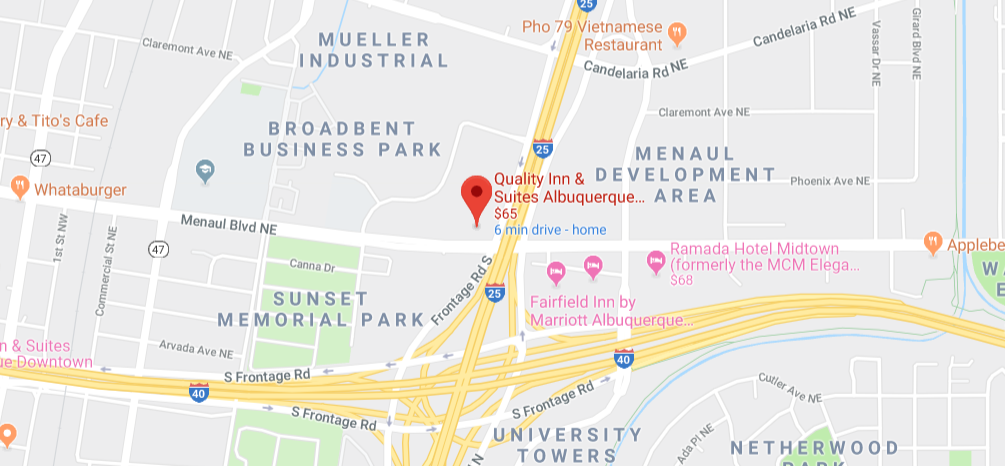 25
Pho 79 Vietnamese
Restaurant
Candelaria Rd NE
Candelaria Rd NE
Vassar Dr NE
Girard Blvd NE
MUELLER
INDUSTRIAL
Claremont Ave NE
Claremont Ave NE
ry & Tito's Cafe
BROADBENT
BUSINESS PARK
25
MENAUL
DEVELOPMENT
AREA
47
Whataburger
Quality Inn &
Suites Albuquerque...
$65
6 min drive - home
Phoenix Ave NE
Menaul Blvd NE
1st St NW
Commercial St NE
47
Canna Dr
Frontage Rd S
25
Ramada Hotel Midtown
(formerly the MCM Elega...
$68
Applebe
W
E
SUNSET
MEMORIAL PARK
Fairfield Inn by
Marriott Albuquerque...
Arvada Ave NE
n & Suites
ue Downtown
S Frontage Rd
40
40
S Frontage Rd
S Frontage Rd
Cutler Ave NE
Ada Pl NE
UNIVERSITY
TOWERS
N
NETHERWOOD
PARK